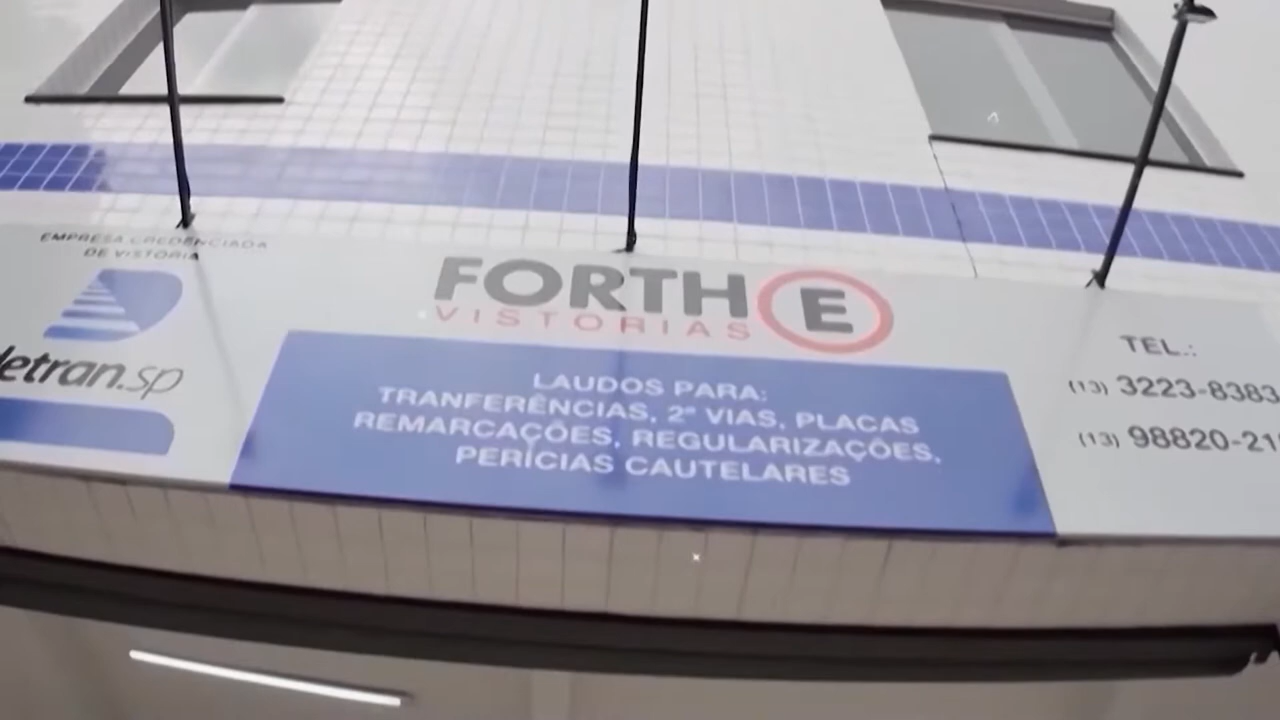 EMPRESA CREDENCIADA
DE VISTORIA
detran.sp
FORTH E
VISTORIAS
LAUDOS PARA:
TRANFERÊNCIAS, 2ª VIAS, PLACAS
REMARCAÇÕES, REGULARIZAÇÕES,
PERÍCIAS CAUTELARES
TEL.:
(13) 3223-8383
(13) 98820-21